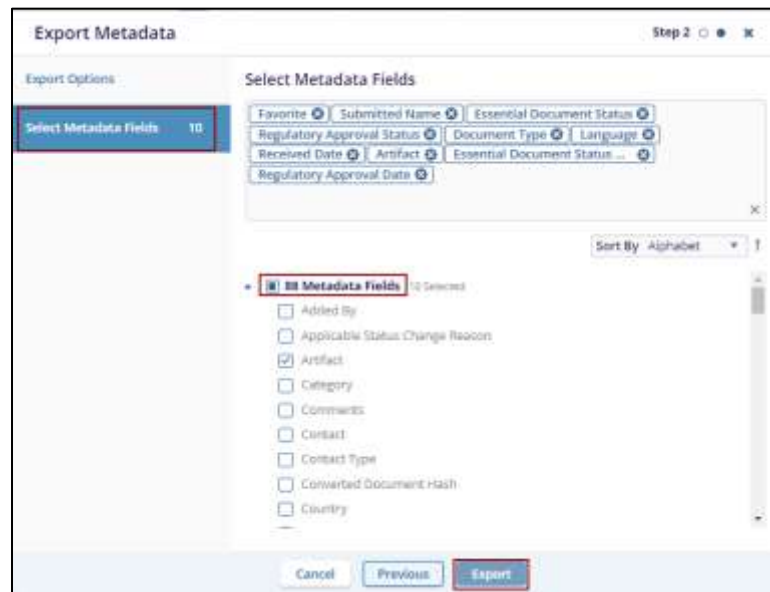 Export Metadata
Step 2
Export Options
Select Metadata Fields 10
Select Metadata Fields
Favorite Submitted Name Essential Document Status
Regulatory Approval Status Document Type Language
Received Date Artifact Essential Document Status ...
Regulatory Approval Date
Sort By Alphabet
88 Metadata Fields 10 Selected
Added By
Applicable Status Change Reason
Artifact
Category
Comments
Contact
Contact Type
Converted Document Hash
Country
Cancel Previous Export